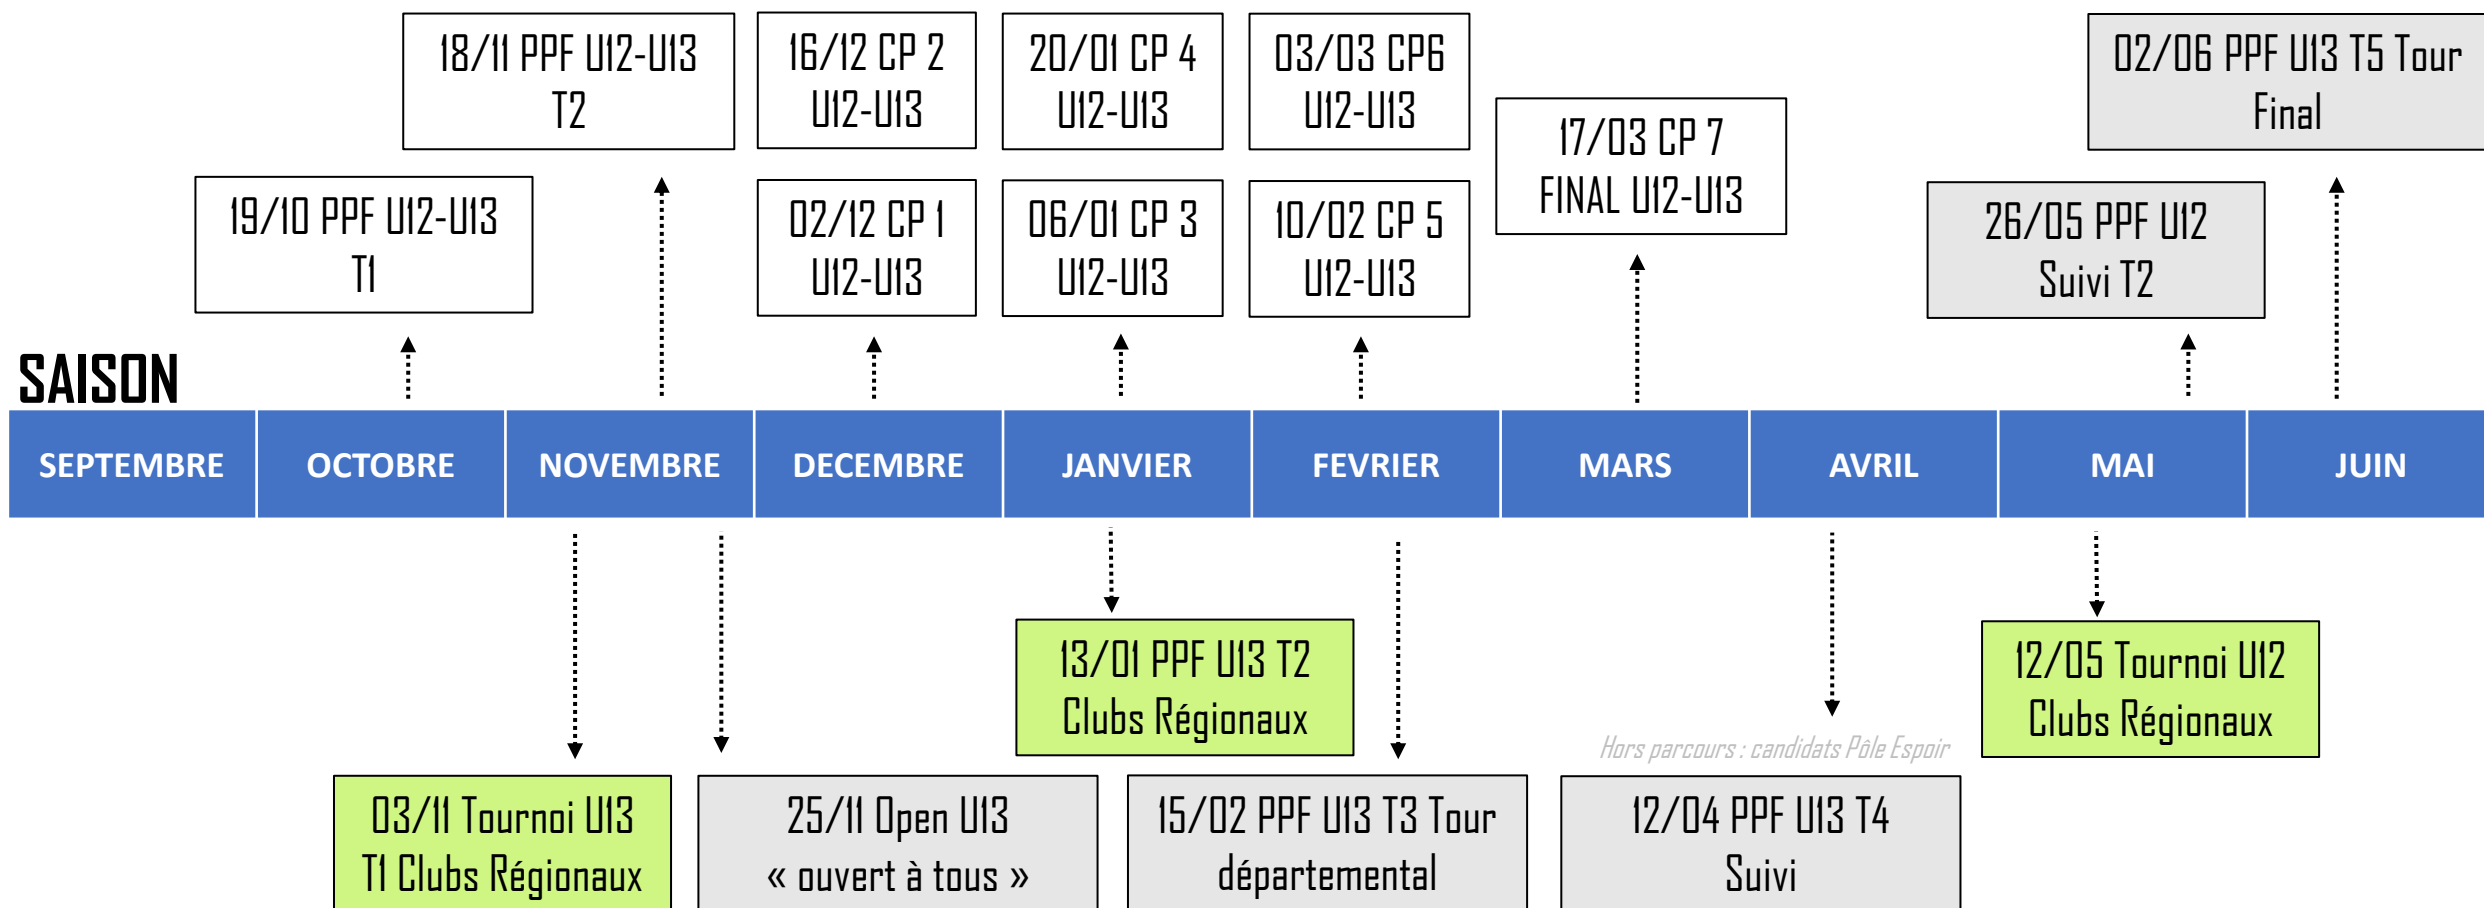 18/11 PPF U12-U13
T2
16/12 CP 2
U12-U13
20/01 CP 4
U12-U13
03/03 CP6
U12-U13
02/06 PPF U13 T5 Tour
Final
17/03 CP 7
FINAL U12-U13
19/10 PPF U12-U13
T1
02/12 CP 1
U12-U13
06/01 CP 3
U12-U13
10/02 CP 5
U12-U13
26/05 PPF U12
Suivi T2
SAISON
SEPTEMBRE
OCTOBRE
NOVEMBRE
DECEMBRE
JANVIER
FEVRIER
MARS
AVRIL
MAI
JUIN
13/01 PPF U13 T2
Clubs Régionaux
12/05 Tournoi U12
Clubs Régionaux
Hors parcours : candidats Pôle Espoir
03/11 Tournoi U13
T1 Clubs Régionaux
25/11 Open U13
« ouvert à tous »
15/02 PPF U13 T3 Tour
départemental
12/04 PPF U13 T4
Suivi